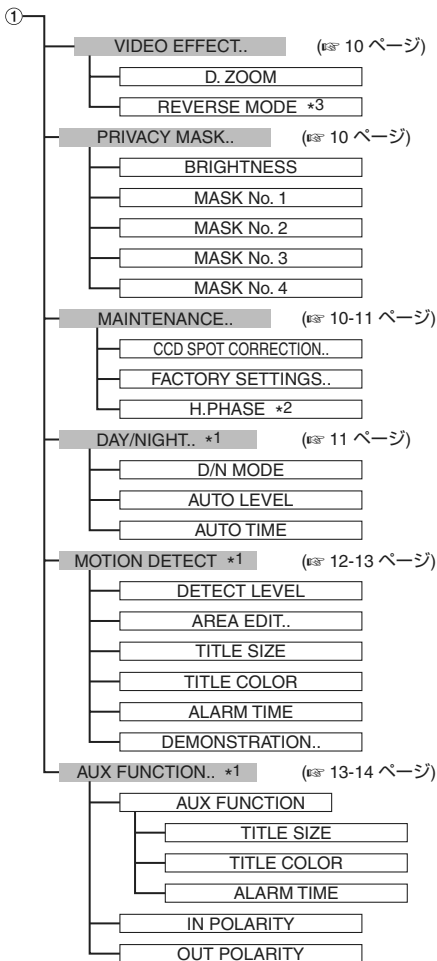 ①
VIDEO EFFECT.. (☞ 10 ページ)
D. ZOOM
REVERSE MODE *3
PRIVACY MASK.. (☞ 10 ページ)
BRIGHTNESS
MASK No. 1
MASK No. 2
MASK No. 3
MASK No. 4
MAINTENANCE.. (☞ 10-11 ページ)
CCD SPOT CORRECTION..
FACTORY SETTINGS..
H.PHASE *2
DAY/NIGHT.. *1 (☞ 11 ページ)
D/N MODE
AUTO LEVEL
AUTO TIME
MOTION DETECT *1 (☞ 12-13 ページ)
DETECT LEVEL
AREA EDIT..
TITLE SIZE
TITLE COLOR
ALARM TIME
DEMONSTRATION..
AUX FUNCTION.. *1 (☞ 13-14 ページ)
AUX FUNCTION
TITLE SIZE
TITLE COLOR
ALARM TIME
IN POLARITY
OUT POLARITY